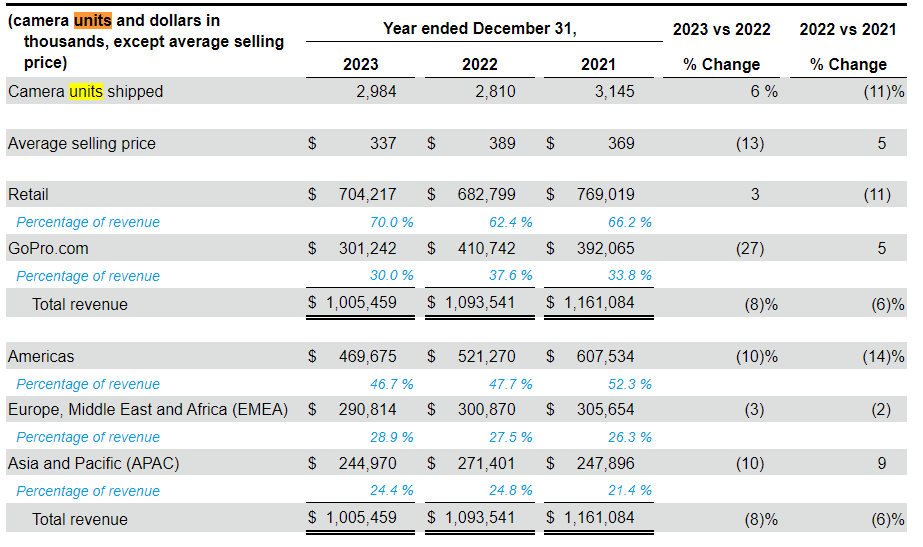 (camera units and dollars in thousands, except average selling price) Year ended December 31, 2023 vs 2022 2022 vs 2021
2023 2022 2021 % Change % Change
Camera units shipped 2,984 2,810 3,145 6 % (11)%
Average selling price $ 337 $ 389 $ 369 (13) 5
Retail $ 704,217 $ 682,799 $ 769,019 3 (11)
Percentage of revenue 70.0 % 62.4 % 66.2 %
GoPro.com $ 301,242 $ 410,742 $ 392,065 (27) 5
Percentage of revenue 30.0 % 37.6 % 33.8 %
Total revenue $ 1,005,459 $ 1,093,541 $ 1,161,084 (8)% (6)%
Americas $ 469,675 $ 521,270 $ 607,534 (10)% (14)%
Percentage of revenue 46.7 % 47.7 % 52.3 %
Europe, Middle East and Africa (EMEA) $ 290,814 $ 300,870 $ 305,654 (3) (2)
Percentage of revenue 28.9 % 27.5 % 26.3 %
Asia and Pacific (APAC) $ 244,970 $ 271,401 $ 247,896 (10) 9
Percentage of revenue 24.4 % 24.8 % 21.4 %
Total revenue $ 1,005,459 $ 1,093,541 $ 1,161,084 (8)% (6)%